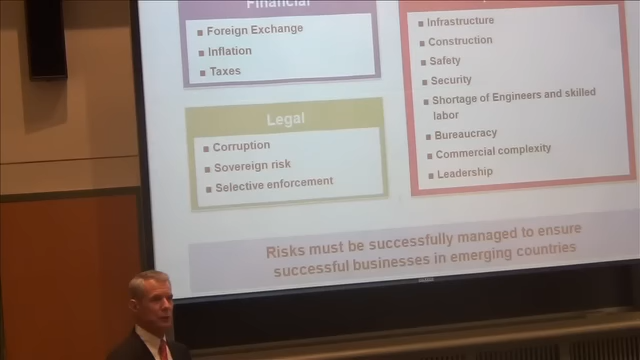 Financial
Foreign Exchange
Inflation
Taxes
Legal
Corruption
Sovereign risk
Selective enforcement
Infrastructure
Construction
Safety
Security
Shortage of Engineers and skilled
labor
Bureaucracy
Commercial complexity
Leadership
Risks must be successfully managed to ensure
successful businesses in emerging countries